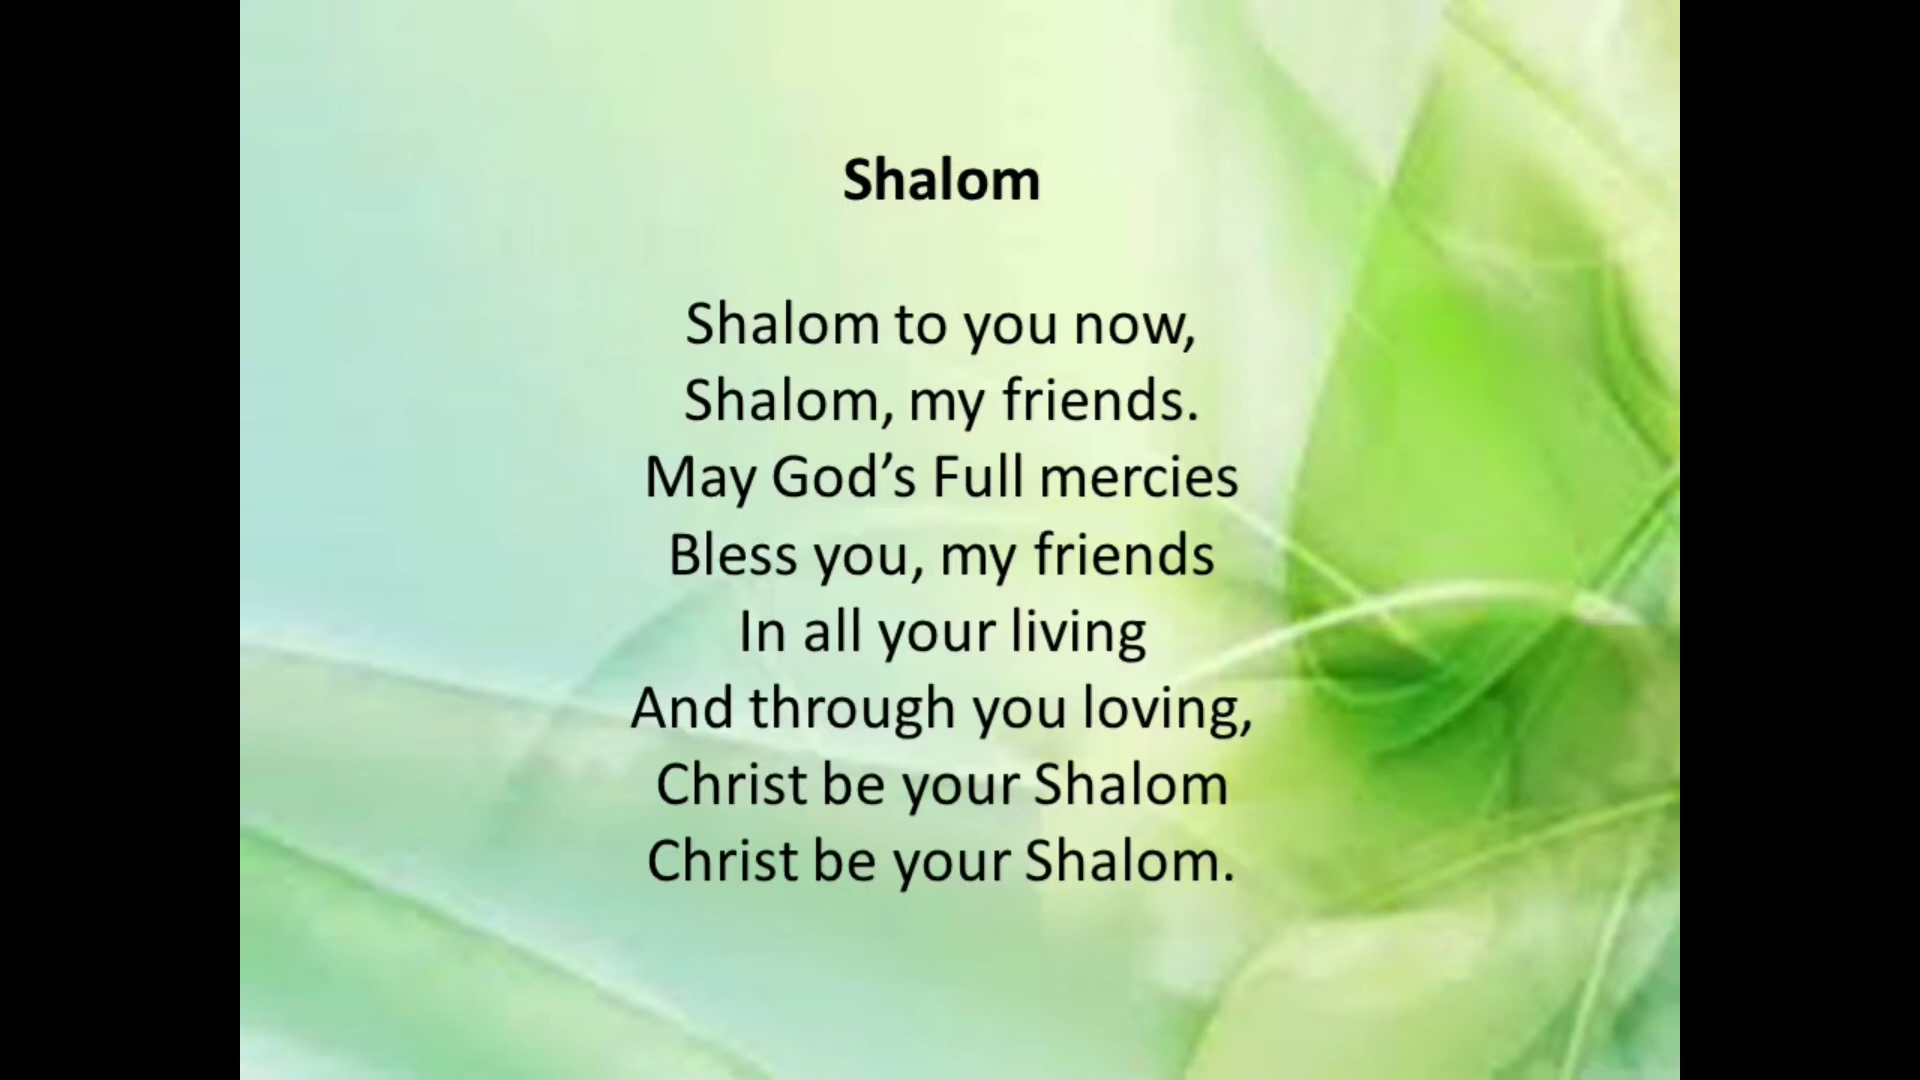 Shalom
Shalom to you now,
Shalom, my friends.
May God’s Full mercies
Bless you, my friends
In all your living
And through you loving,
Christ be your Shalom
Christ be your Shalom.